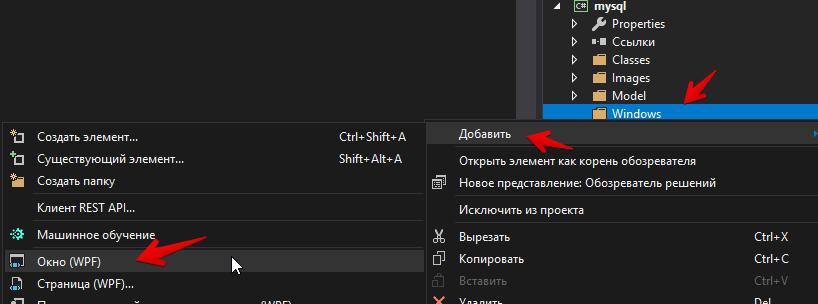 mysql
Properties
Ссылки
Classes
Images
Model
Windows
Добавить
Открыть элемент как корень обозревателя
Новое представление: Обозреватель решений
Исключить из проекта
Вырезать Ctrl+X
Копировать Ctrl+C
Вставить Ctrl+V
Удалить Del
Создать элемент... Ctrl+Shift+A
Существующий элемент... Shift+Alt+A
Создать папку
Клиент REST API...
Машинное обучение
Окно (WPF)
Страница (WPF)...